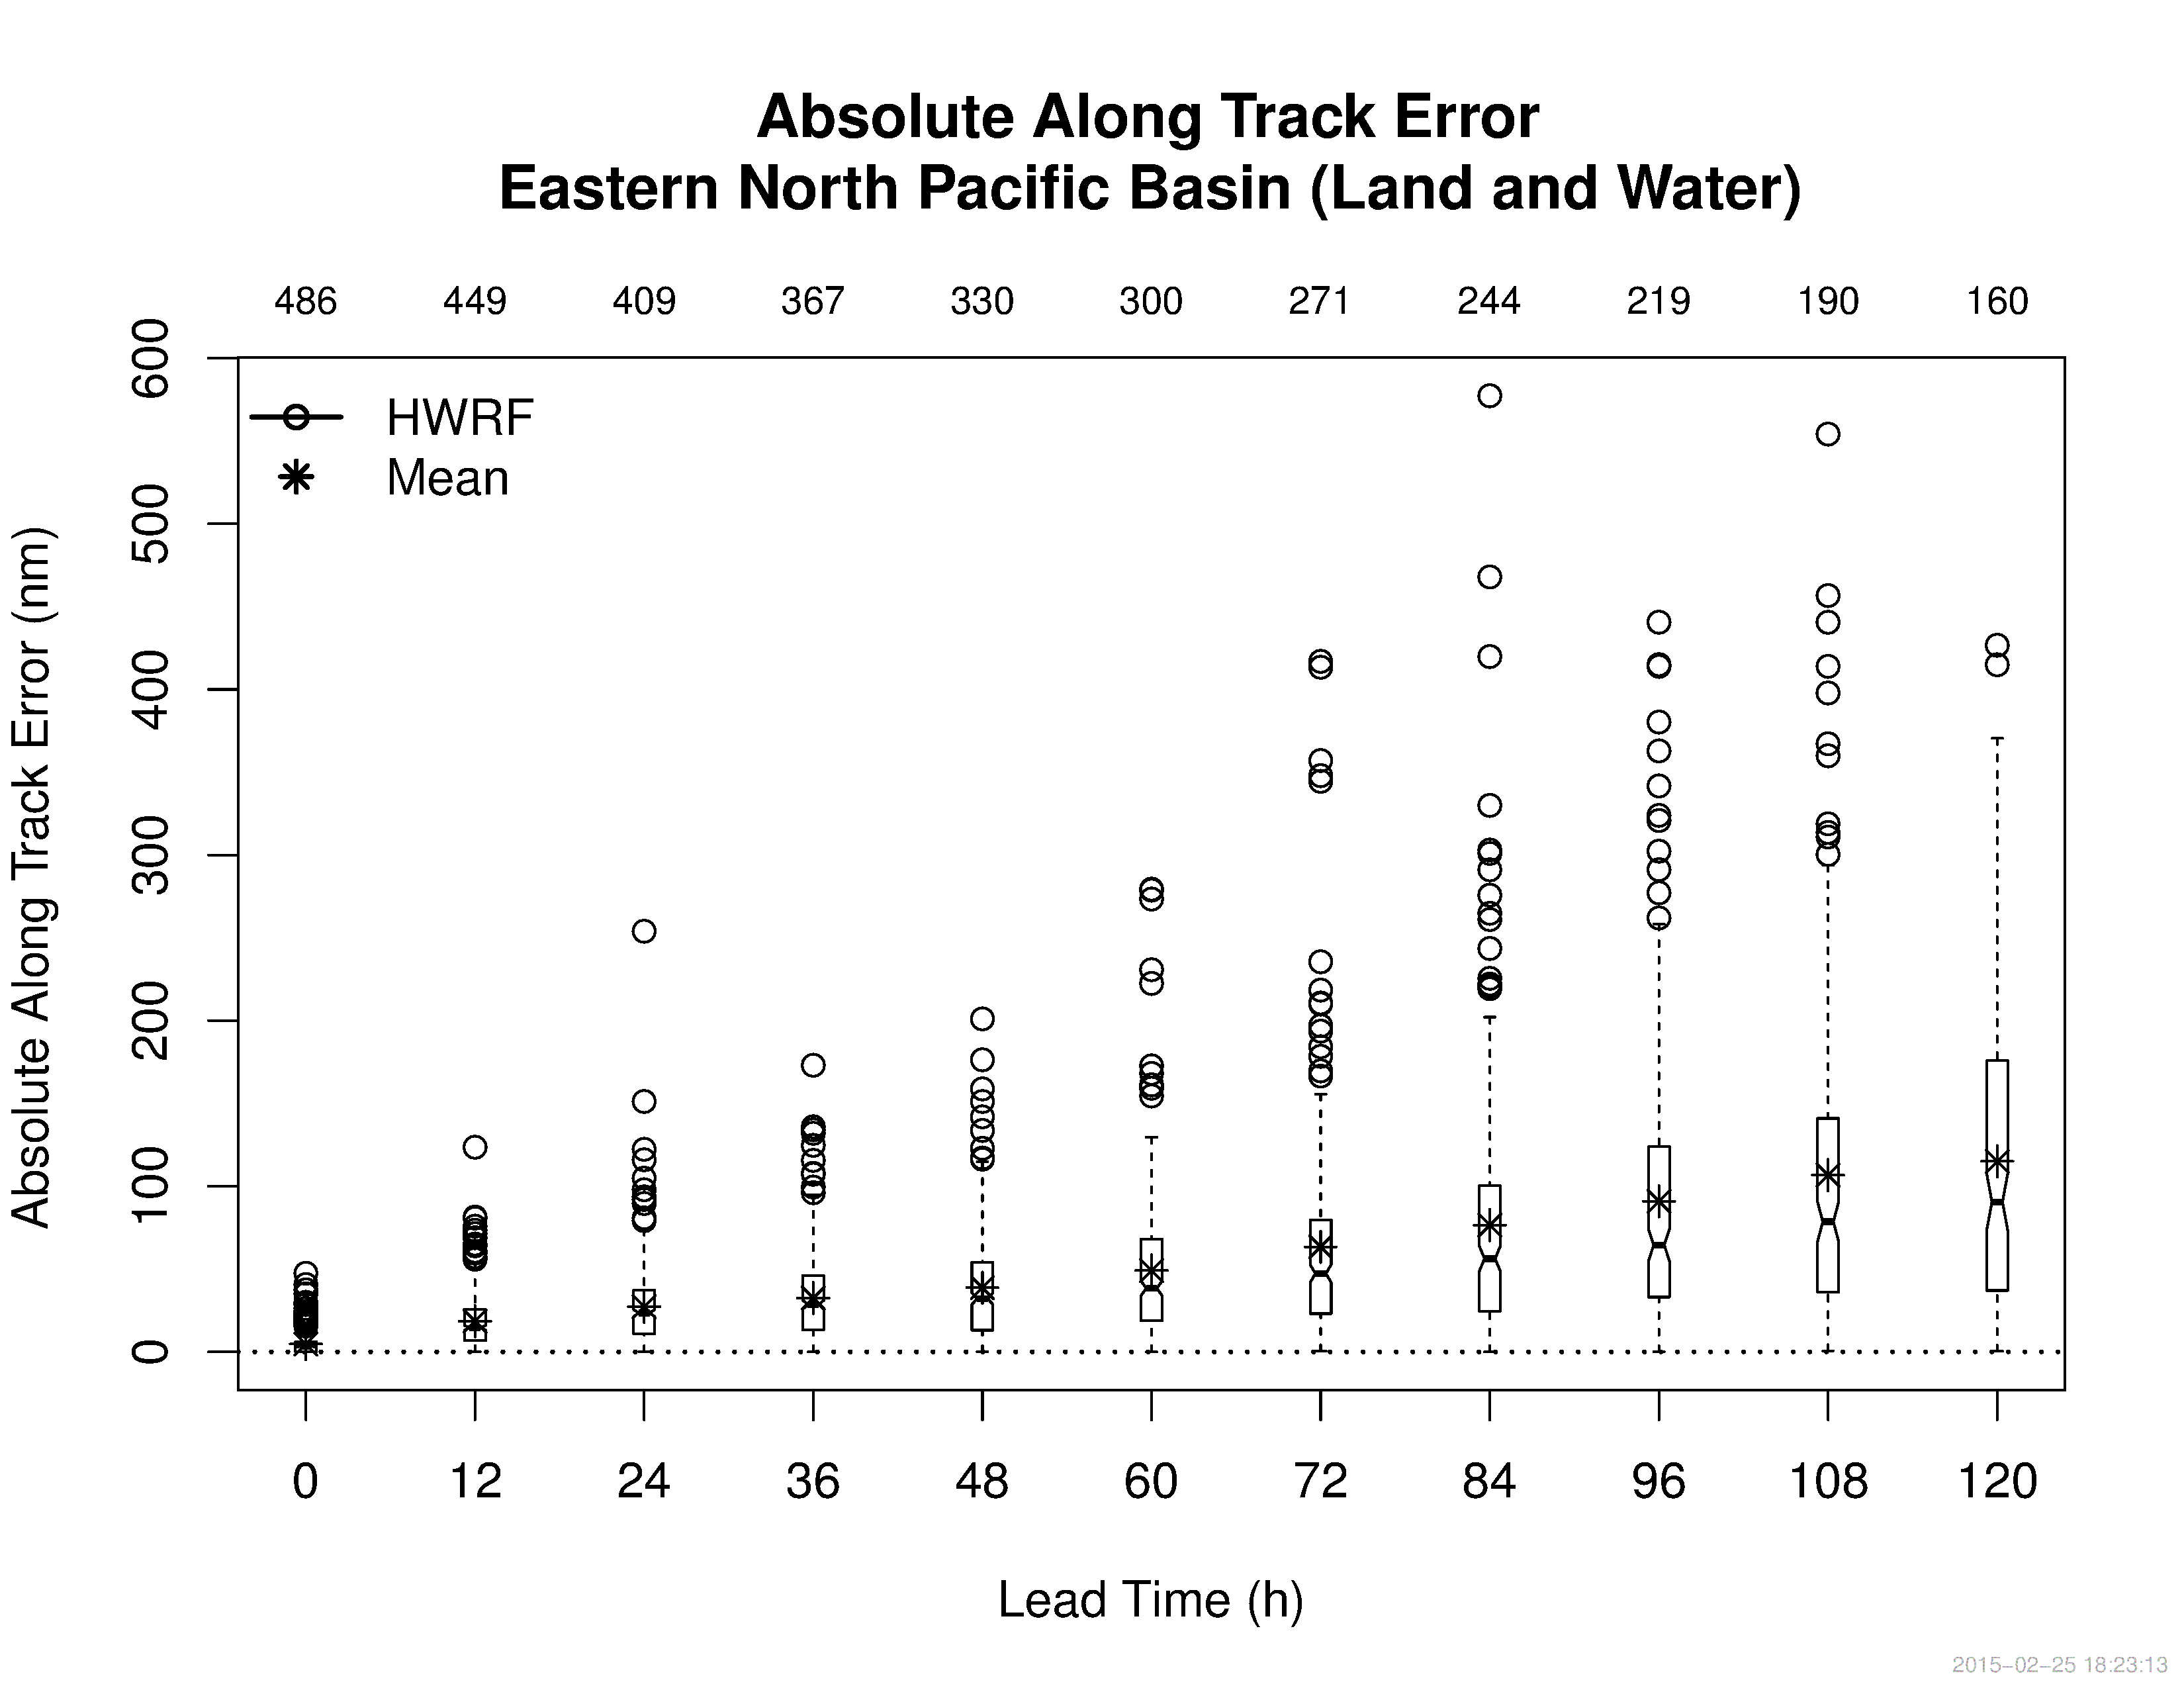 Absolute Along Track Error
Eastern North Pacific Basin (Land and Water)
486 449 409 367 330 300 271 244 219 190 160
HWRF
Mean
Absolute Along Track Error (nm)
600
500
400
300
200
100
0
0 12 24 36 48 60 72 84 96 108 120
Lead Time (h)
2015-02-25 18:23:13